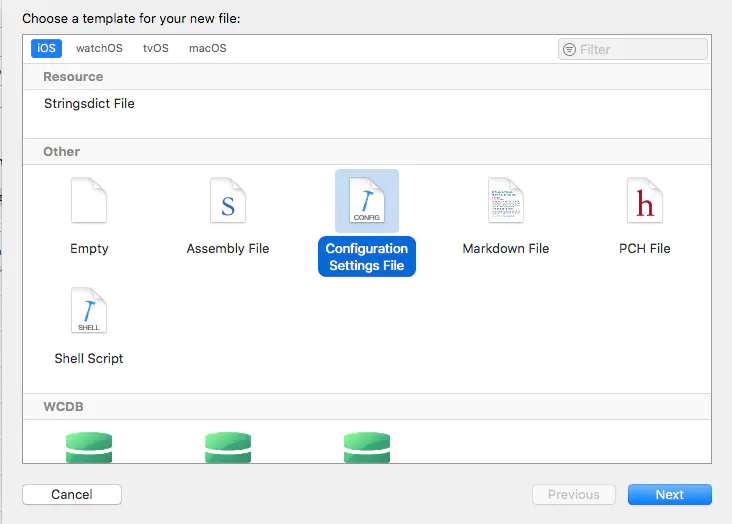 Choose a template for your new file:
iOS watchOS tvOS macOS Filter
Resource
Stringsdict File
Other
S CONFIG h
Empty Assembly File Configuration Settings File Markdown File PCH File
SHELL
Shell Script
WCDB
Cancel Previous Next